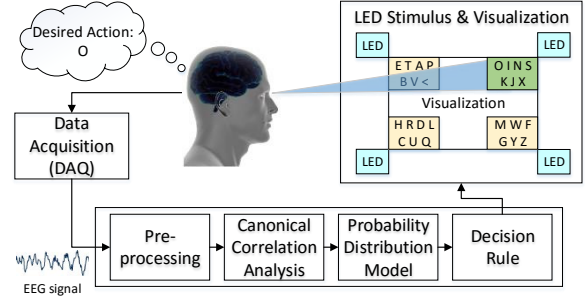 Desired Action:
O
LED Stimulus & Visualization
LED
LED
E T A P
B V <
O I N S
K J X
Visualization
H R D L
C U Q
M W F
G Y Z
LED
LED
Data
Acquisition
(DAQ)
EEG signal
Pre-
processing
Canonical
Correlation
Analysis
Probability
Distribution
Model
Decision
Rule